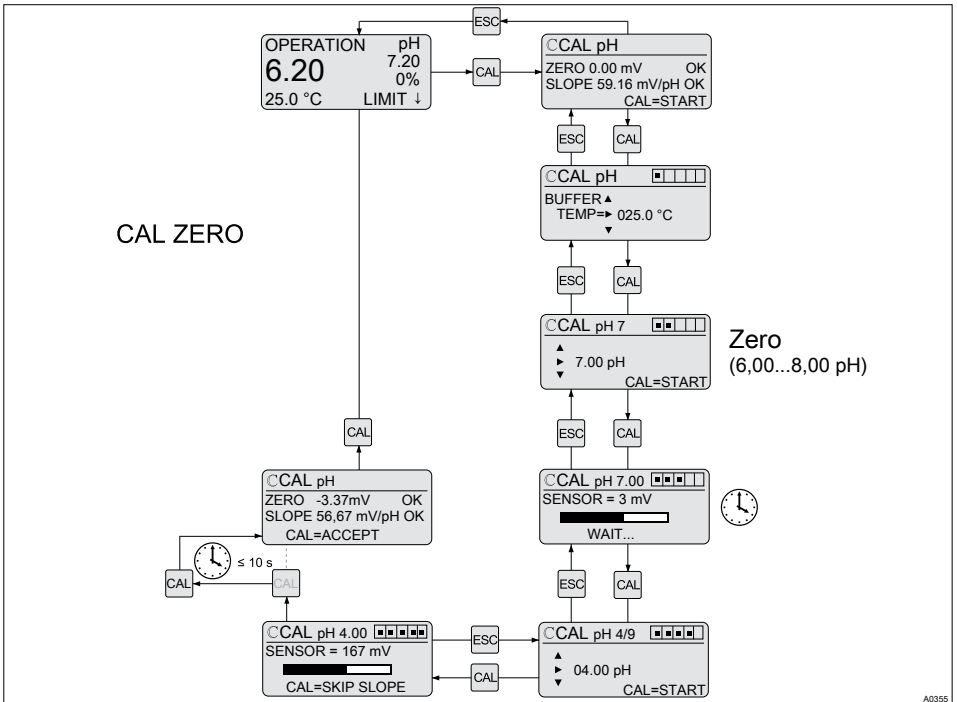 ESC
OPERATION pH
6.20 7.20
0%
25.0 °C LIMIT ↓
CAL
CCAL pH
ZERO 0.00 mV OK
SLOPE 59.16 mV/pH OK
CAL=START
ESC CAL
CCAL pH
BUFFER ▲
TEMP=► 025.0 °C
▼
CAL ZERO
ESC CAL
CCAL pH 7
▲
► 7.00 pH
▼
CAL=START
Zero
(6,00...8,00 pH)
ESC CAL
CAL
CCAL pH 7.00
SENSOR = 3 mV
WAIT...
CCAL pH
ZERO -3.37mV OK
SLOPE 56,67 mV/pH OK
CAL=ACCEPT
≤ 10 s
CAL CAL
ESC CAL
CCAL pH 4.00
SENSOR = 167 mV
CAL=SKIP SLOPE
ESC
CAL
CCAL pH 4/9
▲
► 04.00 pH
▼
CAL=START
A0355